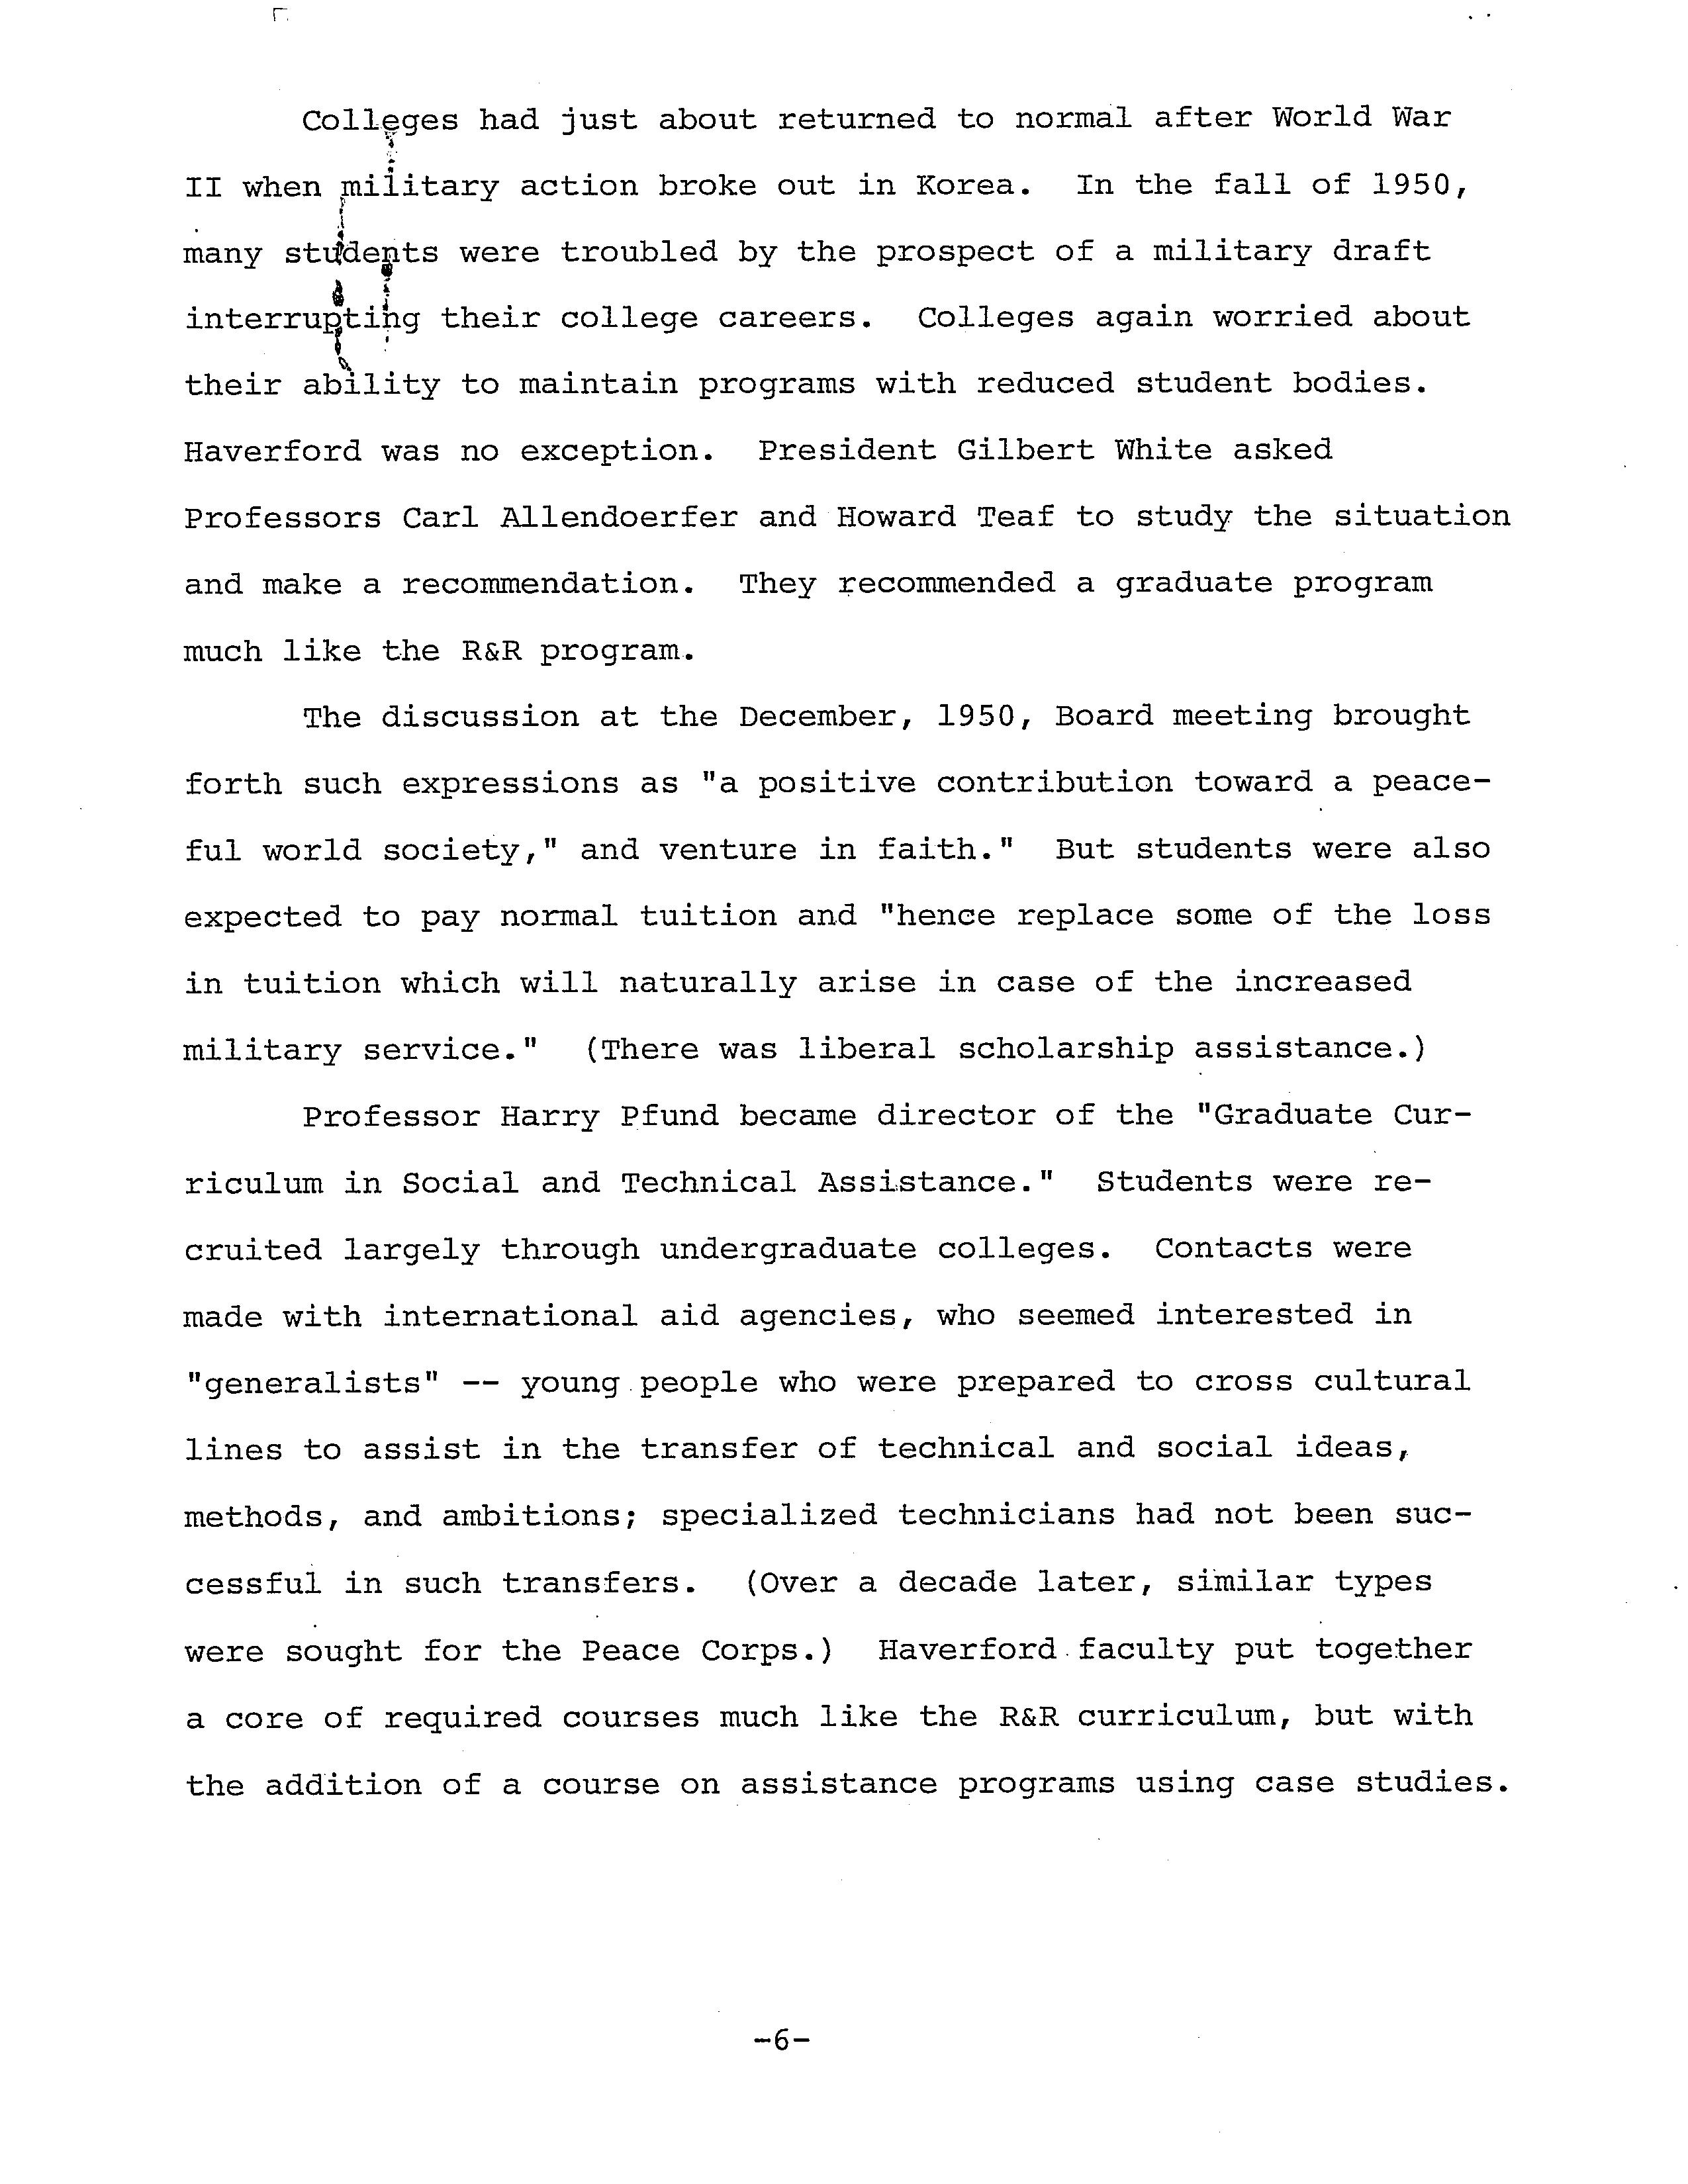 Colleges had just about returned to normal after World War
II when military action broke out in Korea.  In the fall of 1950,
many students were troubled by the prospect of a military draft
interrupting their college careers.  Colleges again worried about
their ability to maintain programs with reduced student bodies.
Haverford was no exception.  President Gilbert White asked
Professors Carl Allendoerfer and Howard Teaf to study the situation
and make a recommendation.  They recommended a graduate program
much like the R&R program.
The discussion at the December, 1950, Board meeting brought
forth such expressions as "a positive contribution toward a peace-
ful world society," and venture in faith."  But students were also
expected to pay normal tuition and "hence replace some of the loss
in tuition which will naturally arise in case of the increased
military service."  (There was liberal scholarship assistance.)
Professor Harry Pfund became director of the "Graduate Cur-
riculum in Social and Technical Assistance."  Students were re-
cruited largely through undergraduate colleges.  Contacts were
made with international aid agencies, who seemed interested in
"generalists" -- young people who were prepared to cross cultural
lines to assist in the transfer of technical and social ideas,
methods, and ambitions; specialized technicians had not been suc-
cessful in such transfers.  (Over a decade later, similar types
were sought for the Peace Corps.)  Haverford faculty put together
a core of required courses much like the R&R curriculum, but with
the addition of a course on assistance programs using case studies.
-6-